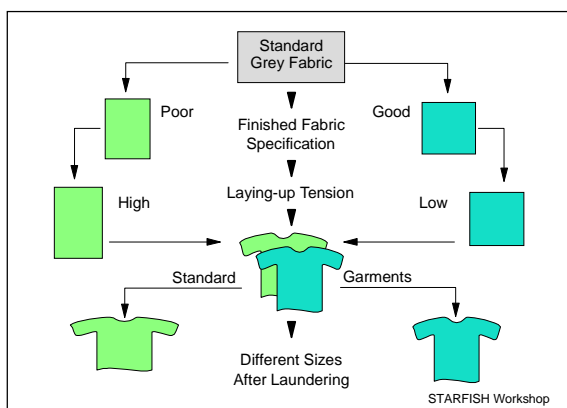 Standard
Grey Fabric
Poor
Good
Finished Fabric
Specification
High
Laying-up Tension
Low
Standard
Garments
Different Sizes
After Laundering
STARFISH Workshop